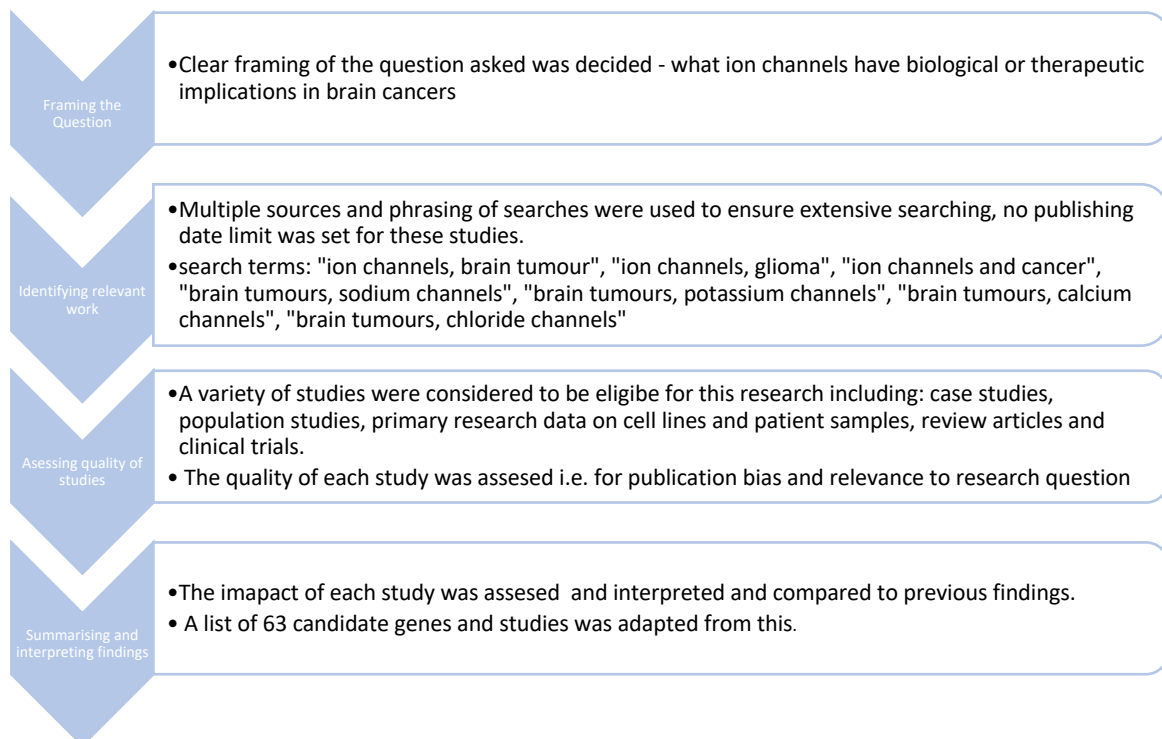 Framing the
Question
•Clear framing of the question asked was decided - what ion channels have biological or therapeutic
implications in brain cancers
Identifying relevant
work
•Multiple sources and phrasing of searches were used to ensure extensive searching, no publishing
date limit was set for these studies.
•search terms: "ion channels, brain tumour", "ion channels, glioma", "ion channels and cancer",
"brain tumours, sodium channels", "brain tumours, potassium channels", "brain tumours, calcium
channels", "brain tumours, chloride channels"
Asessing quality of
studies
•A variety of studies were considered to be eligibe for this research including: case studies,
population studies, primary research data on cell lines and patient samples, review articles and
clinical trials.
• The quality of each study was assesed i.e. for publication bias and relevance to research question
Summarising and
interpreting findings
•The imapact of each study was assesed  and interpreted and compared to previous findings.
• A list of 63 candidate genes and studies was adapted from this.